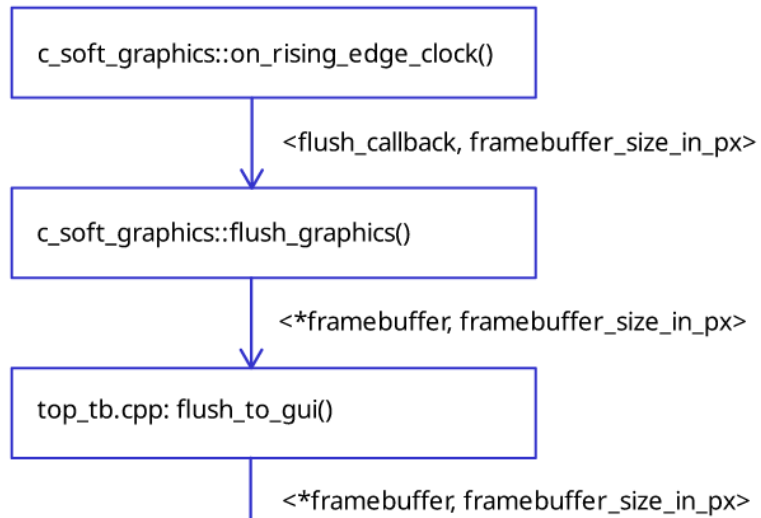 c_soft_graphics::on_rising_edge_clock()
<flush_callback, framebuffer_size_in_px>
c_soft_graphics::flush_graphics()
<*framebuffer, framebuffer_size_in_px>
top_tb.cpp: flush_to_gui()
<*framebuffer, framebuffer_size_in_px>